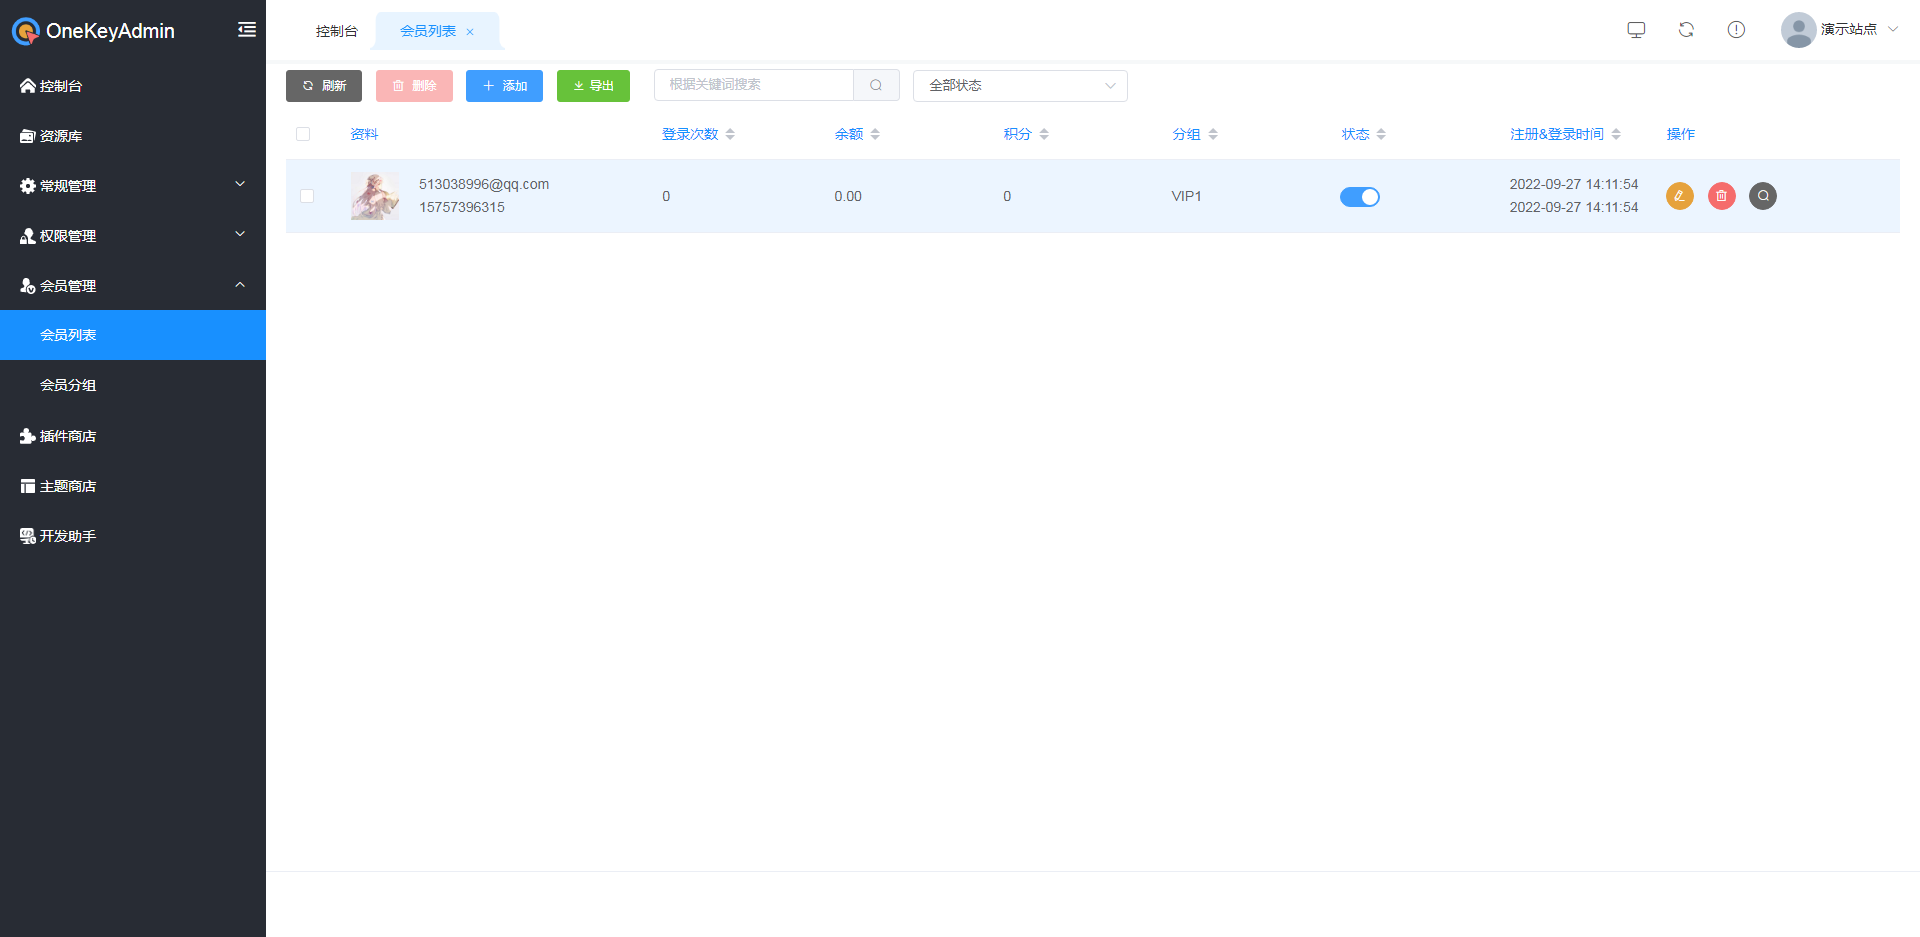 OneKeyAdmin
控制台
资源库
常规管理
权限管理
会员管理
会员列表
会员分组
插件商店
主题商店
开发助手
控制台 会员列表
演示站点
刷新 删除 添加 导出 根据关键词搜索 全部状态
资料 登录次数 余额 积分 分组 状态 注册&登录时间 操作
513038996@qq.com
15757396315
0 0.00 0 VIP1
2022-09-27 14:11:54
2022-09-27 14:11:54